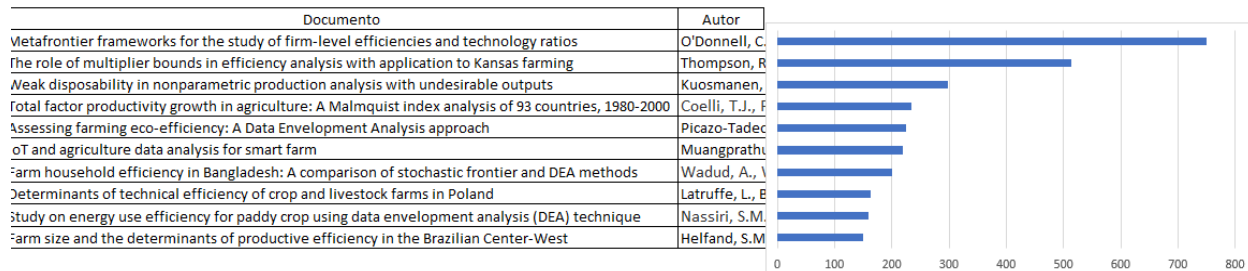 Documento Autor
Metafrontier frameworks for the study of firm-level efficiencies and technology ratios O'Donnell, C.
The role of multiplier bounds in efficiency analysis with application to Kansas farming Thompson, R
Weak disposability in nonparametric production analysis with undesirable outputs Kuosmanen,
Total factor productivity growth in agriculture: A Malmquist index analysis of 93 countries, 1980-2000 Coelli, T.J.,
Assessing farming eco-efficiency: A Data Envelopment Analysis approach Picazo-Tadeo
IoT and agriculture data analysis for smart farm Muangprathu
Farm household efficiency in Bangladesh: A comparison of stochastic frontier and DEA methods Wadud, A.,
Determinants of technical efficiency of crop and livestock farms in Poland Latruffe, L., B
Study on energy use efficiency for paddy crop using data envelopment analysis (DEA) technique Nassiri, S.M.
Farm size and the determinants of productive efficiency in the Brazilian Center-West Helfand, S.M
0 100 200 300 400 500 600 700 800